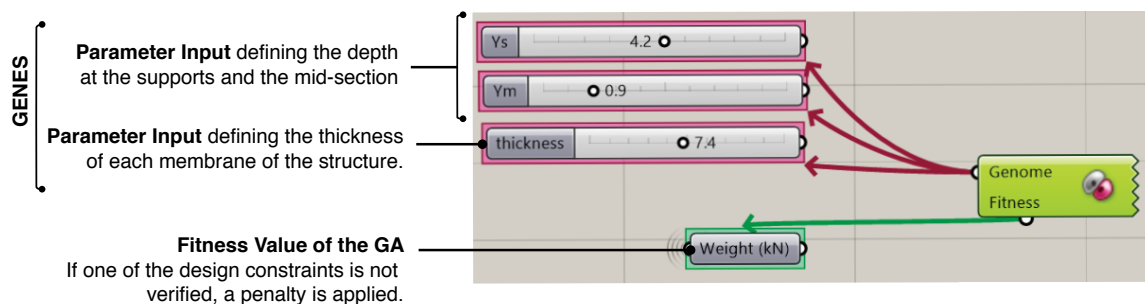 GENES
Parameter Input defining the depth
at the supports and the mid-section
Parameter Input defining the thickness
of each membrane of the structure.
Fitness Value of the GA
If one of the design constraints is not
verified, a penalty is applied.
Ys 4.2
Ym 0.9
thickness 7.4
Genome
Fitness
Weight (kN)